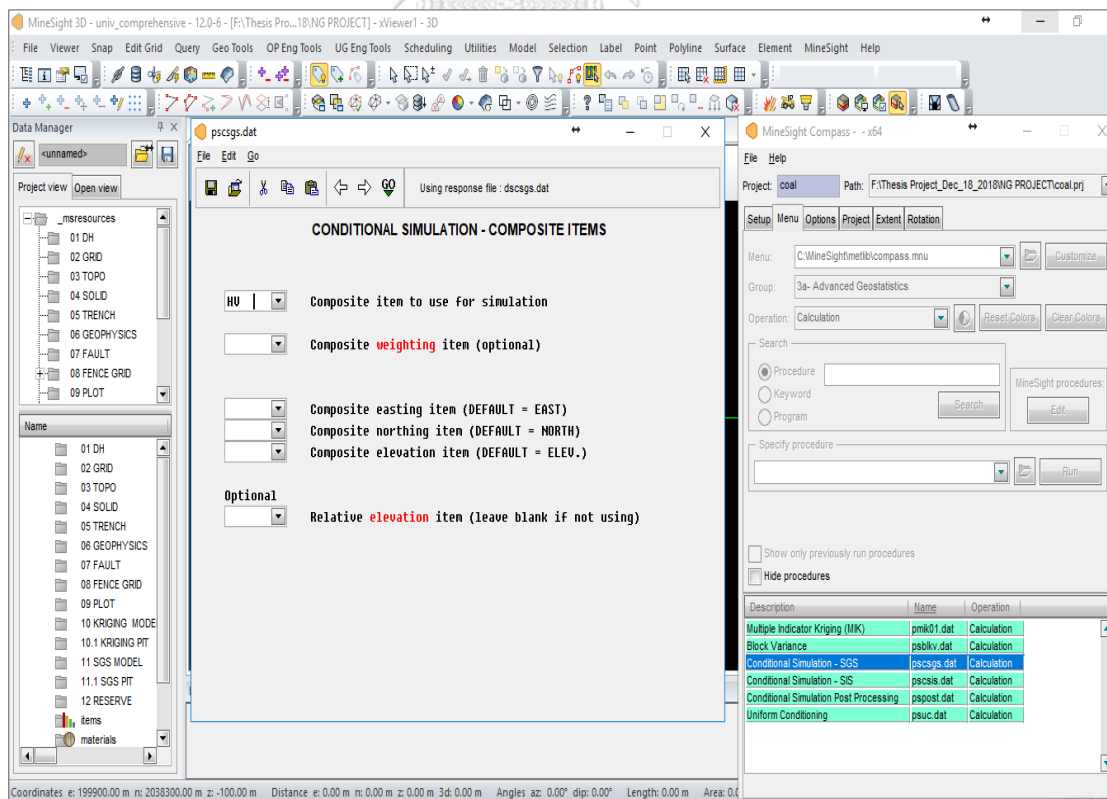 MineSight 3D - univ_comprehensive - 12.0-6 - [F:\Thesis Pro...18\NG PROJECT] - xViewer1 - 3D
File Viewer Snap Edit Grid Query Geo Tools OP Eng Tools UG Eng Tools Scheduling Utilities Model Selection Label Point Polyline Surface Element MineSight Help
Data Manager
<unnamed>
Project view Open view
_msresources
01 DH
02 GRID
03 TOPO
04 SOLID
05 TRENCH
06 GEOPHYSICS
07 FAULT
08 FENCE GRID
09 PLOT
Name
01 DH
02 GRID
03 TOPO
04 SOLID
05 TRENCH
06 GEOPHYSICS
07 FAULT
08 FENCE GRID
09 PLOT
10 KRIGING MODE
10.1 KRIGING PIT
11 SGS MODEL
11.1 SGS PIT
12 RESERVE
items
materials
pscsgs.dat
File Edit Go
GO Using response file : dscsgs.dat
CONDITIONAL SIMULATION - COMPOSITE ITEMS
HV Composite item to use for simulation
Composite weighting item (optional)
Composite easting item (DEFAULT = EAST)
Composite northing item (DEFAULT = NORTH)
Composite elevation item (DEFAULT = ELEV.)
Optional
Relative elevation item (leave blank if not using)
MineSight Compass - - x64
File Help
Project: coal Path: F:\Thesis Project_Dec_18_2018\NG PROJECT\coal.prj
Setup Menu Options Project Extent Rotation
Menu: C:\MineSight\metlib\compass.mnu Customize
Group: 3a- Advanced Geostatistics
Operation: Calculation Reset Colors Clear Colors
Search
Procedure
Keyword
Program
Search
MineSight procedures:
Edit
Specify procedure
Run
Show only previously run procedures
Hide procedures
Description Name Operation
Multiple Indicator Kriging (MIK) pmik01.dat Calculation
Block Variance psblkv.dat Calculation
Conditional Simulation - SGS pscsgs.dat Calculation
Conditional Simulation - SIS pscsis.dat Calculation
Conditional Simulation Post Processing pspost.dat Calculation
Uniform Conditioning psuc.dat Calculation
Coordinates e: 199900.00 m n: 2038300.00 m z: -100.00 m Distance e: 0.00 m n: 0.00 m z: 0.00 m 3d: 0.00 m Angles az: 0.00° dip: 0.00° Length: 0.00 m Area: 0.0